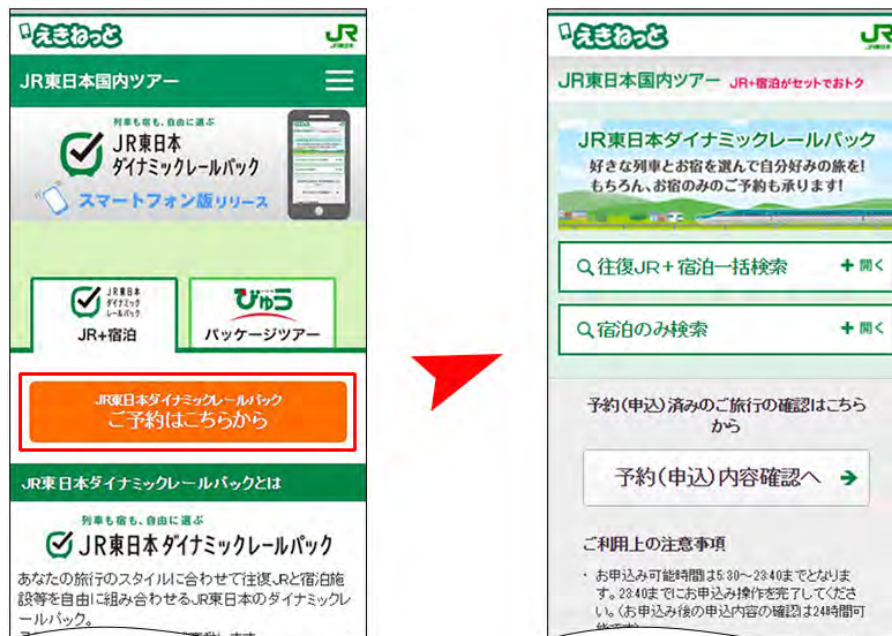 えきねっと
JR
JR東日本国内ツアー
列車も宿も、自由に選ぶ
JR東日本
ダイナミックレールパック
スマートフォン版リリース
JR東日本
ダイナミック
レールパック
JR+宿泊
びゅう
パッケージツアー
JR東日本ダイナミックレールパック
ご予約はこちらから
JR東日本ダイナミックレールパックとは
列車も宿も、自由に選ぶ
JR東日本ダイナミックレールパック
あなたの旅行のスタイルに合わせて往復JRと宿泊施
設等を自由に組み合わせるJR東日本のダイナミックレ
ールパック。
えきねっと
JR
JR東日本国内ツアー JR+宿泊がセットでおトク
JR東日本ダイナミックレールパック
好きな列車とお宿を選んで自分好みの旅を!
もちろん、お宿のみのご予約も承ります!
往復JR+宿泊一括検索 +開く
宿泊のみ検索 +開く
予約(申込)済みのご旅行の確認はこちら
から
予約(申込)内容確認へ
ご利用上の注意事項
・お申込み可能時間は5:30~23:40までとなりま
す。23:40までにお申込み操作を完了してくださ
い。(お申込み後の申込内容の確認は24時間可